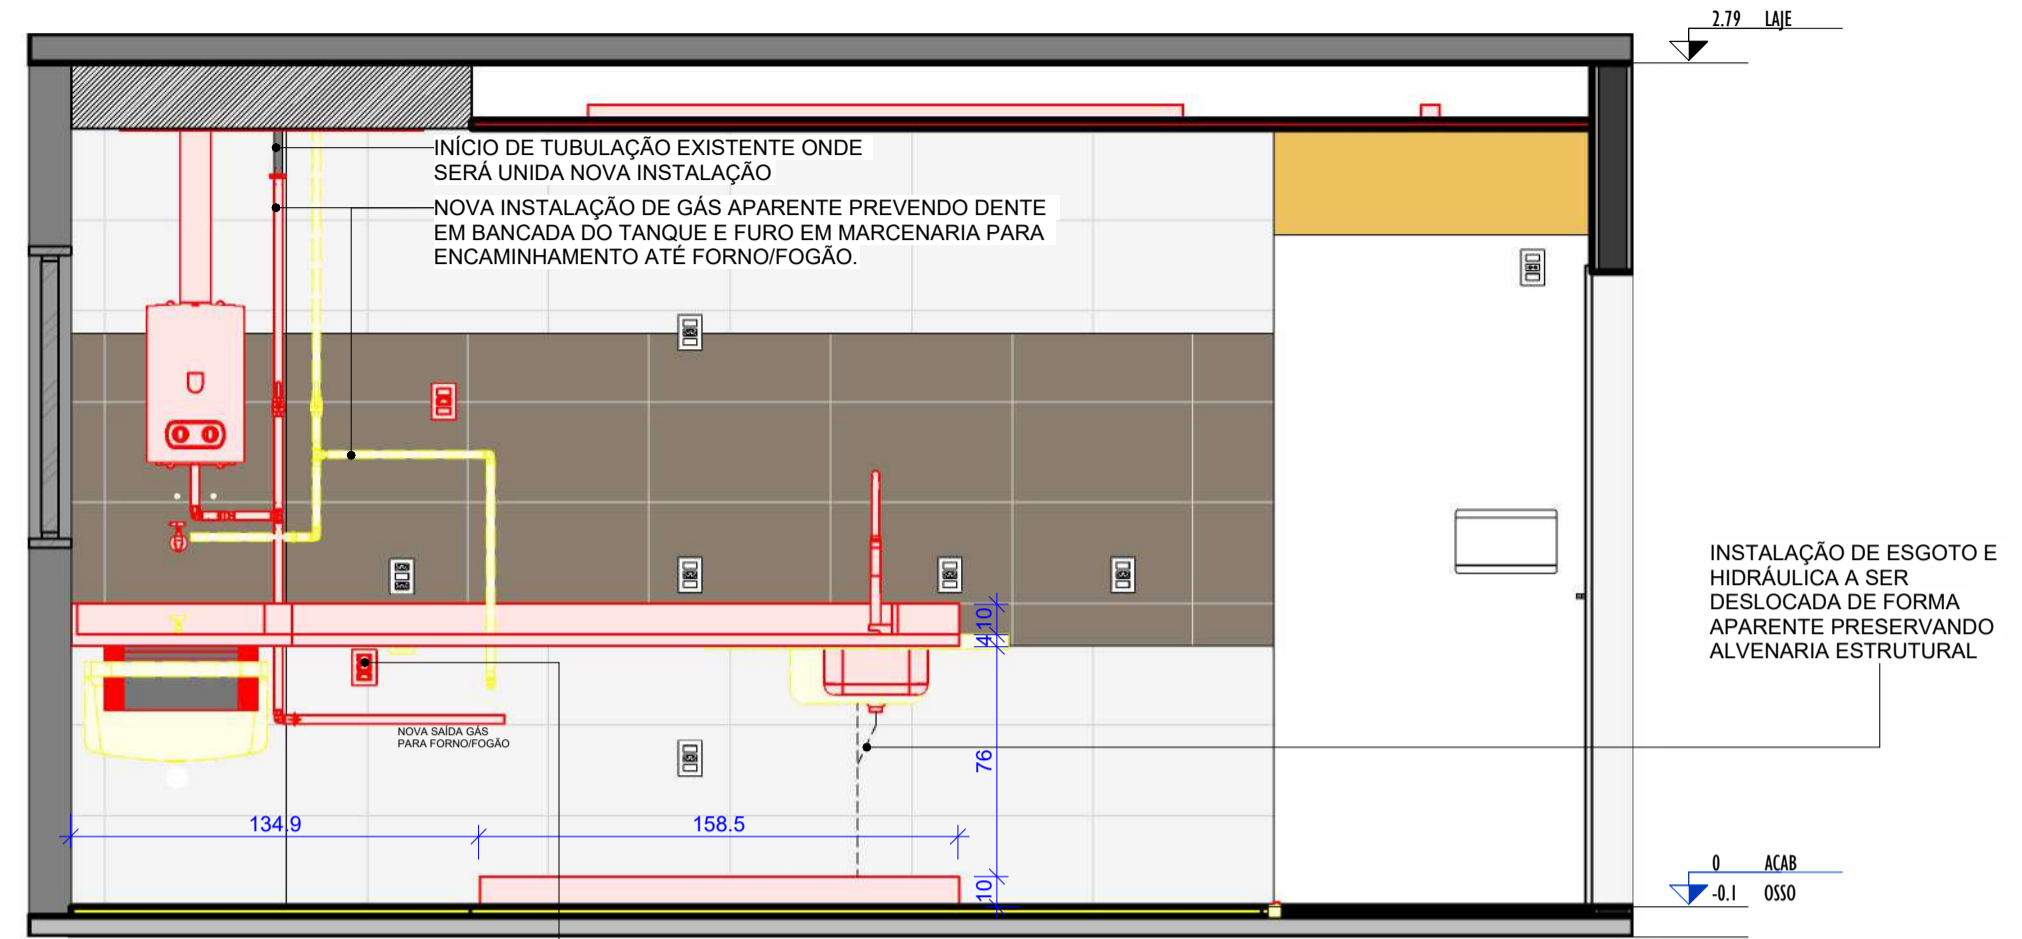 2.79 LAJE
INÍCIO DE TUBULAÇÃO EXISTENTE ONDE
SERÁ UNIDA NOVA INSTALAÇÃO
NOVA INSTALAÇÃO DE GÁS APARENTE PREVENDO DENTE
EM BANCADA DO TANQUE E FURO EM MARCENARIA PARA
ENCAMINHAMENTO ATÉ FORNO/FOGÃO.
INSTALAÇÃO DE ESGOTO E
HIDRÁULICA A SER
DESLOCADA DE FORMA
APARENTE PRESERVANDO
ALVENARIA ESTRUTURAL
10
4
NOVA SAÍDA GÁS
PARA FORNO/FOGÃO
76
134.9
158.5
10
0 ACAB
-0.1 OSSO